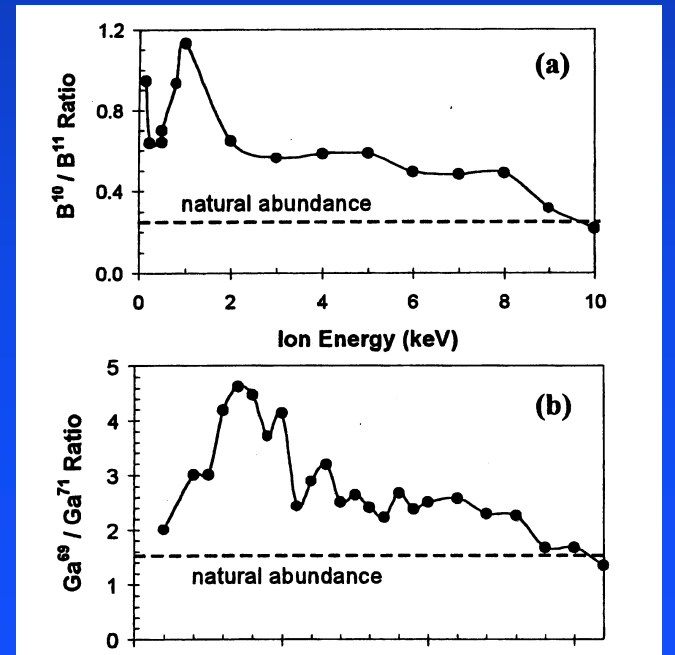 1.2
(a)
0.8
B10 / B11 Ratio
0.4
natural abundance
0.0
0 2 4 6 8 10
Ion Energy (keV)
5
(b)
4
3
Ga69 / Ga71 Ratio
2
natural abundance
1
0